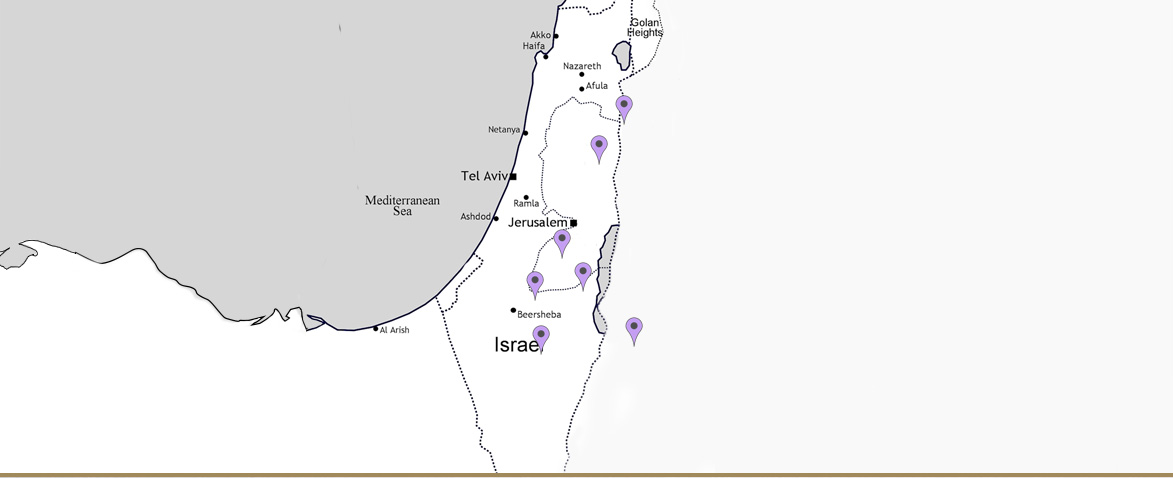 Golan
Heights
Akko
Haifa
Nazareth
Afula
Netanya
Tel Aviv
Mediterranean
Sea
Ramla
Ashdod
Jerusalem
Beersheba
Al Arish
Israel